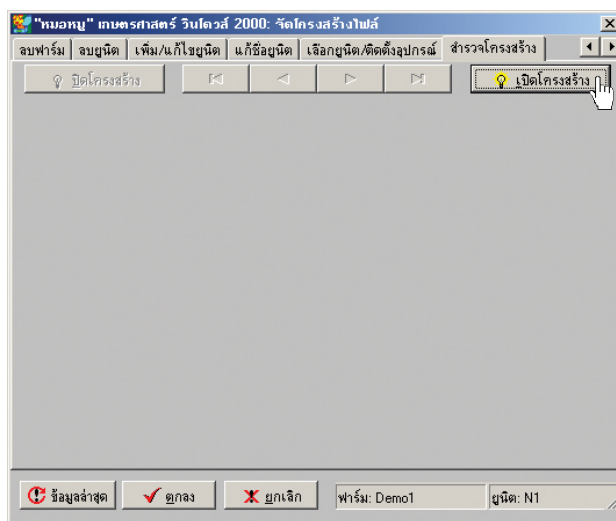 "หมอหมู" เกษตรศาสตร์ วินโดวส์ 2000: จัดโครงสร้างไฟล์
ลบฟาร์ม ลบยูนิต เพิ่ม/แก้ไขยูนิต แก้ชื่อยูนิต เลือกยูนิต/ติดตั้งอุปกรณ์ สำรวจโครงสร้าง
ปิดโครงสร้าง เปิดโครงสร้าง
ข้อมูลล่าสุด ตกลง ยกเลิก ฟาร์ม: Demo1 ยูนิต: N1